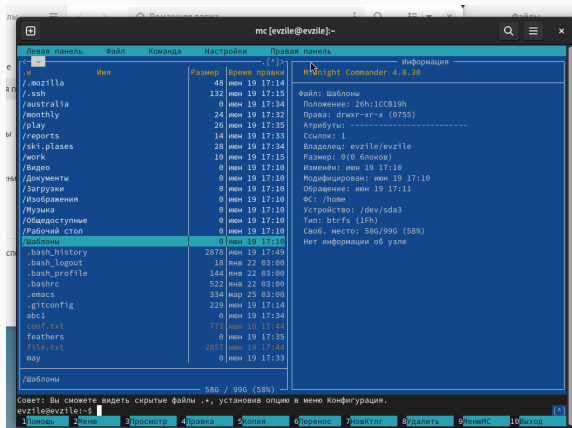 Домашняя папка
Файлы
mc [evzile@evzile]:~
Левая панель Файл Команда Настройки Правая панель
<- ~ .[^]>
.и Имя Размер Время правки
/.mozilla 48 июн 19 17:14
/.ssh 132 июн 19 17:15
/australia 0 июн 19 17:34
/monthly 24 июн 19 17:32
/play 26 июн 19 17:35
/reports 14 июн 19 17:33
/ski.plases 28 июн 19 17:34
/work 10 июн 19 17:15
/Видео 0 июн 19 17:10
/Документы 0 июн 19 17:10
/Загрузки 0 июн 19 17:10
/Изображения 0 июн 19 17:10
/Музыка 0 июн 19 17:10
/Общедоступные 0 июн 19 17:10
/Рабочий стол 0 июн 19 17:10
/Шаблоны 0 июн 19 17:10
.bash_history 2878 июн 19 17:49
.bash_logout 18 янв 22 03:00
.bash_profile 144 янв 22 03:00
.bashrc 522 янв 22 03:00
.emacs 334 мар 25 03:00
.gitconfig 229 июн 19 17:14
abc1 0 июн 19 17:34
conf.txt 773 июн 19 17:44
feathers 0 июн 19 17:35
file.txt 2857 июн 19 17:44
may 0 июн 19 17:33
/Шаблоны
58G / 99G (58%)
Информация
Midnight Commander 4.8.30
Файл: Шаблоны
Положение: 26h:1CC819h
Права: drwxr-xr-x (0755)
Атрибуты: ------------------------
Ссылок: 1
Владелец: evzile/evzile
Размер: 0(0 блоков)
Изменён: июн 19 17:10
Модифицирован: июн 19 17:10
Обращение: июн 19 17:11
ФС: /home
Устройство: /dev/sda3
Тип: btrfs (1Fh)
Своб. место: 58G/99G (58%)
Нет информации об узле
Совет: Вы сможете видеть скрытые файлы .*, установив опцию в меню Конфигурация.
evzile@evzile:~$ [^]
1Помощь 2Меню 3Просмотр 4Правка 5Копия 6Перенос 7НовКтлг 8Удалить 9МенюМС 10Выход